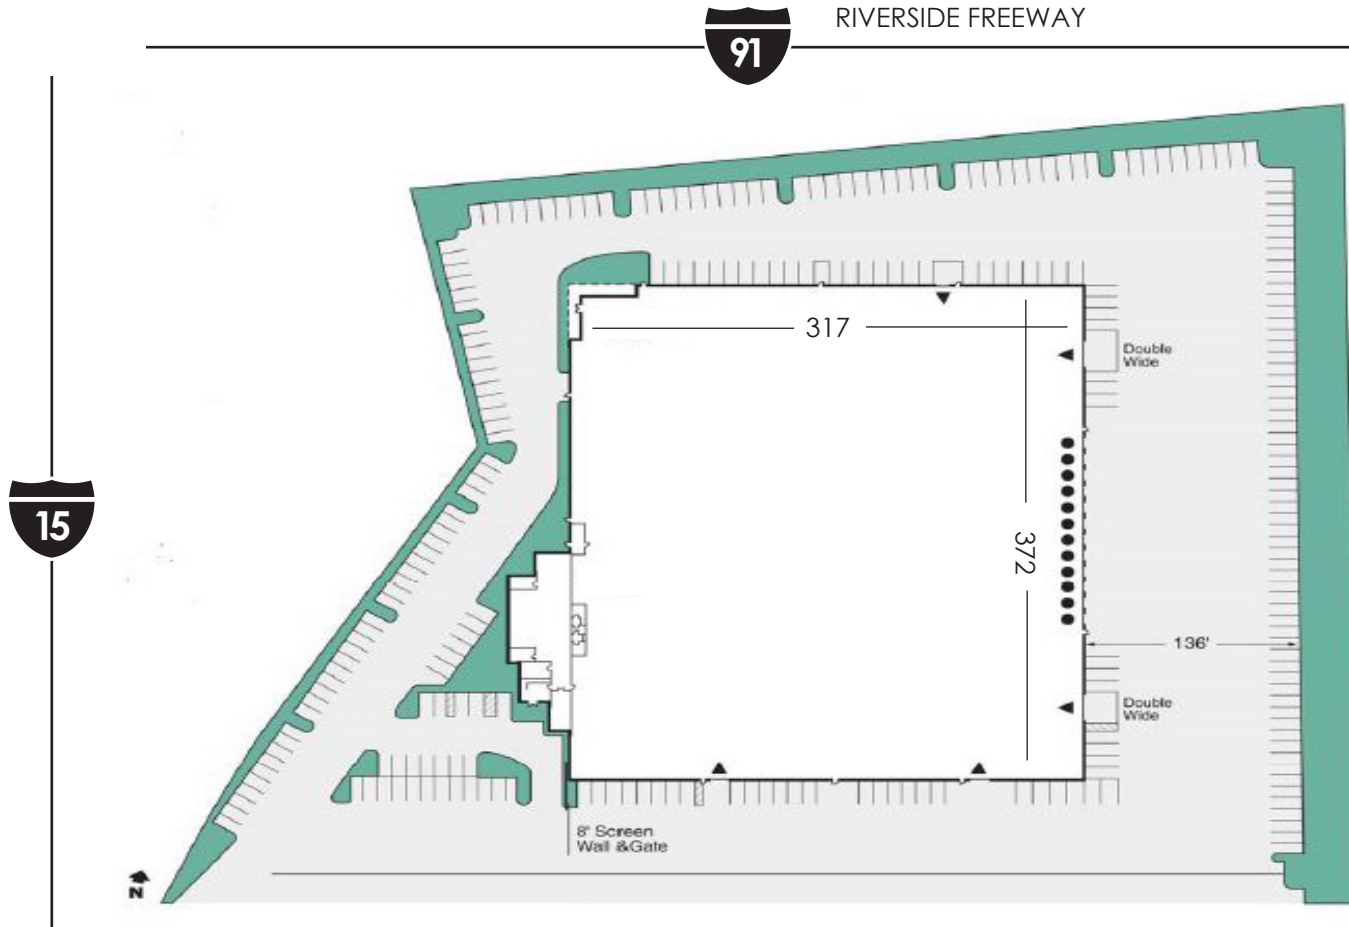 RIVERSIDE FREEWAY
91
317
Double
Wide
15
372
136'
Double
Wide
8' Screen
Wall &Gate
N